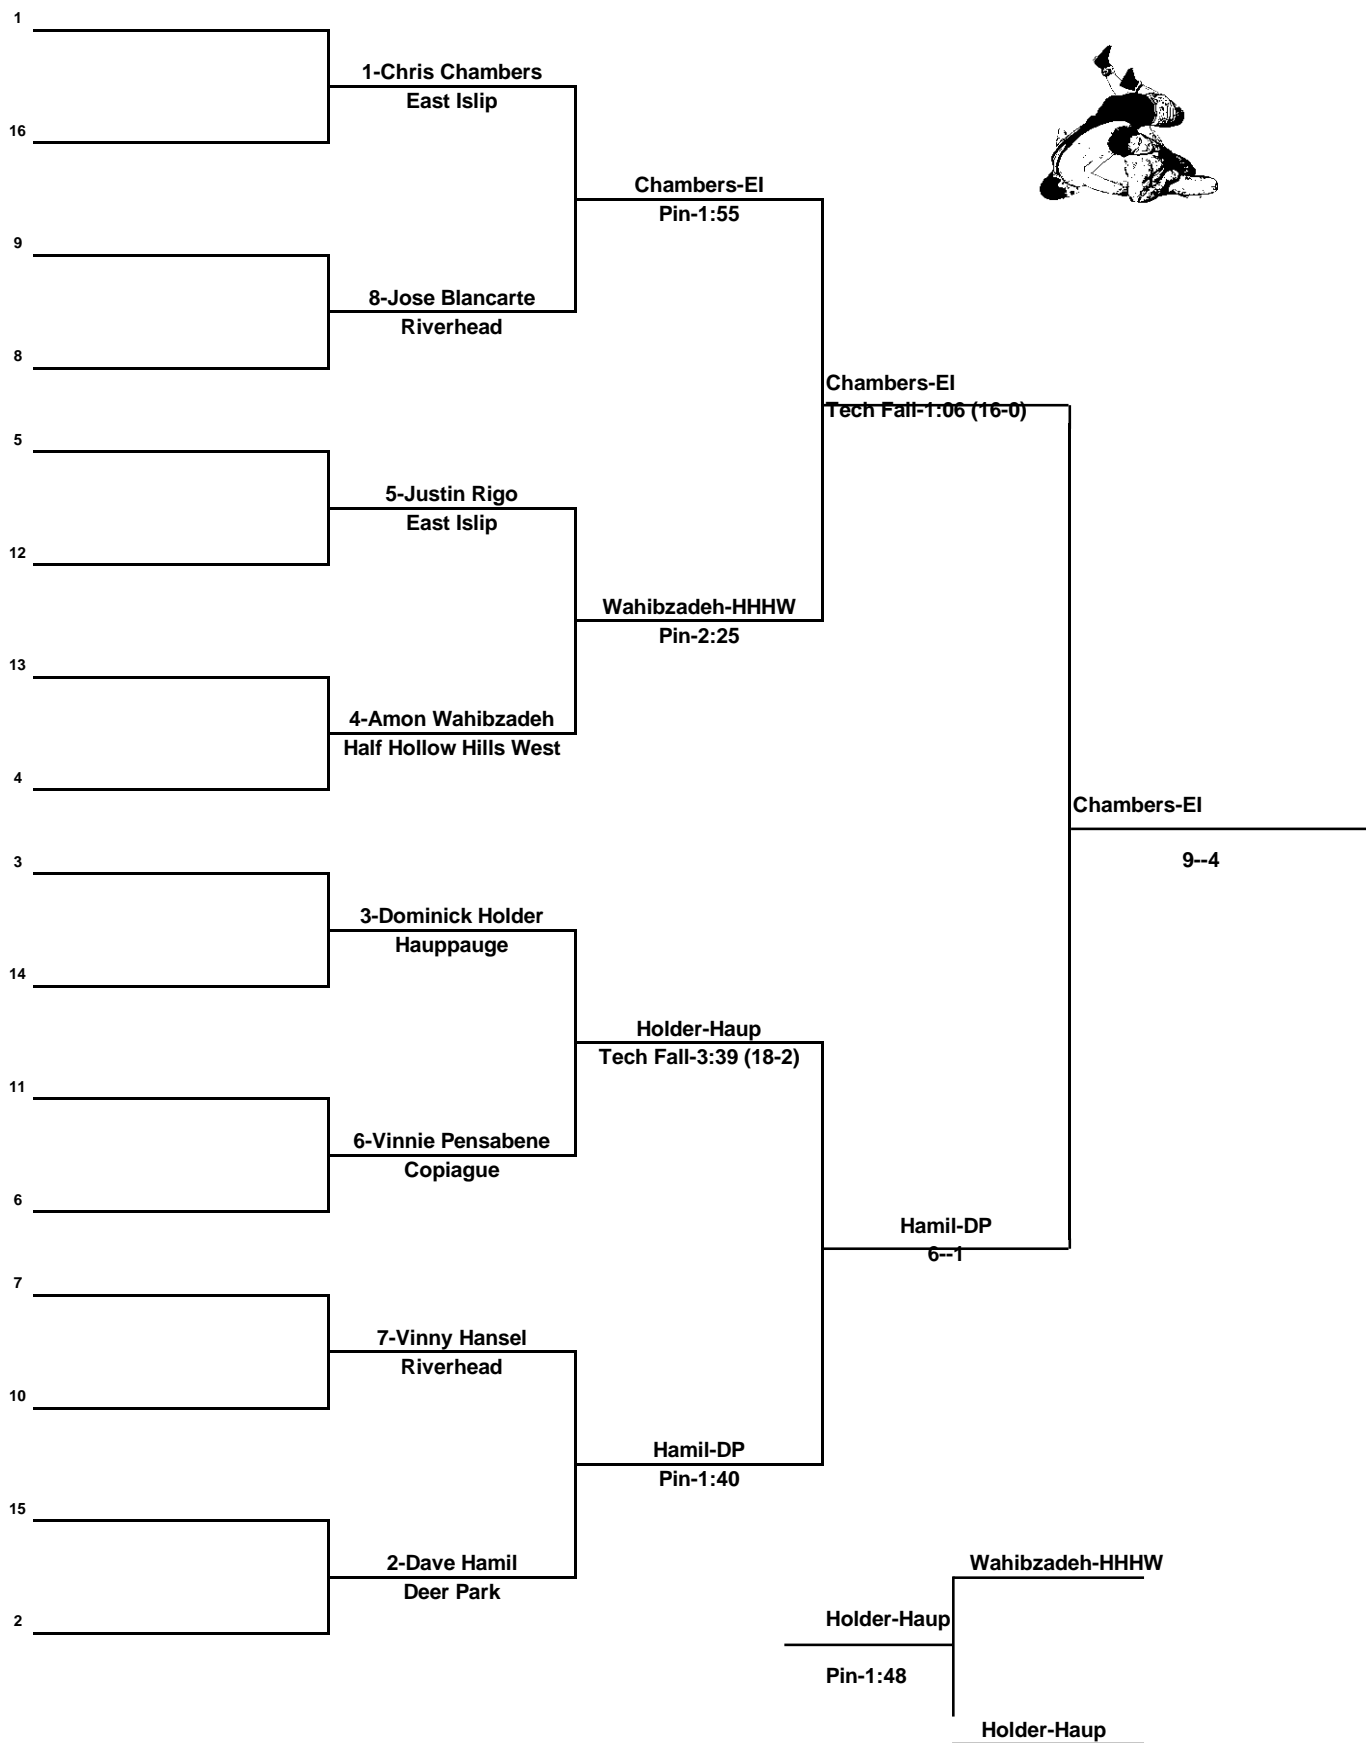 1
1-Chris Chambers
East Islip
16
Chambers-EI
Pin-1:55
9
8-Jose Blancarte
Riverhead
8
Chambers-EI
Tech Fall-1:06 (16-0)
5
5-Justin Rigo
East Islip
12
Wahibzadeh-HHHW
Pin-2:25
13
4-Amon Wahibzadeh
Half Hollow Hills West
4
Chambers-EI
9--4
3
3-Dominick Holder
Hauppauge
14
Holder-Haup
Tech Fall-3:39 (18-2)
11
6-Vinnie Pensabene
Copiague
6
Hamil-DP
6--1
7
7-Vinny Hansel
Riverhead
10
Hamil-DP
Pin-1:40
15
2-Dave Hamil
Deer Park
2
Wahibzadeh-HHHW
Holder-Haup
Pin-1:48
Holder-Haup